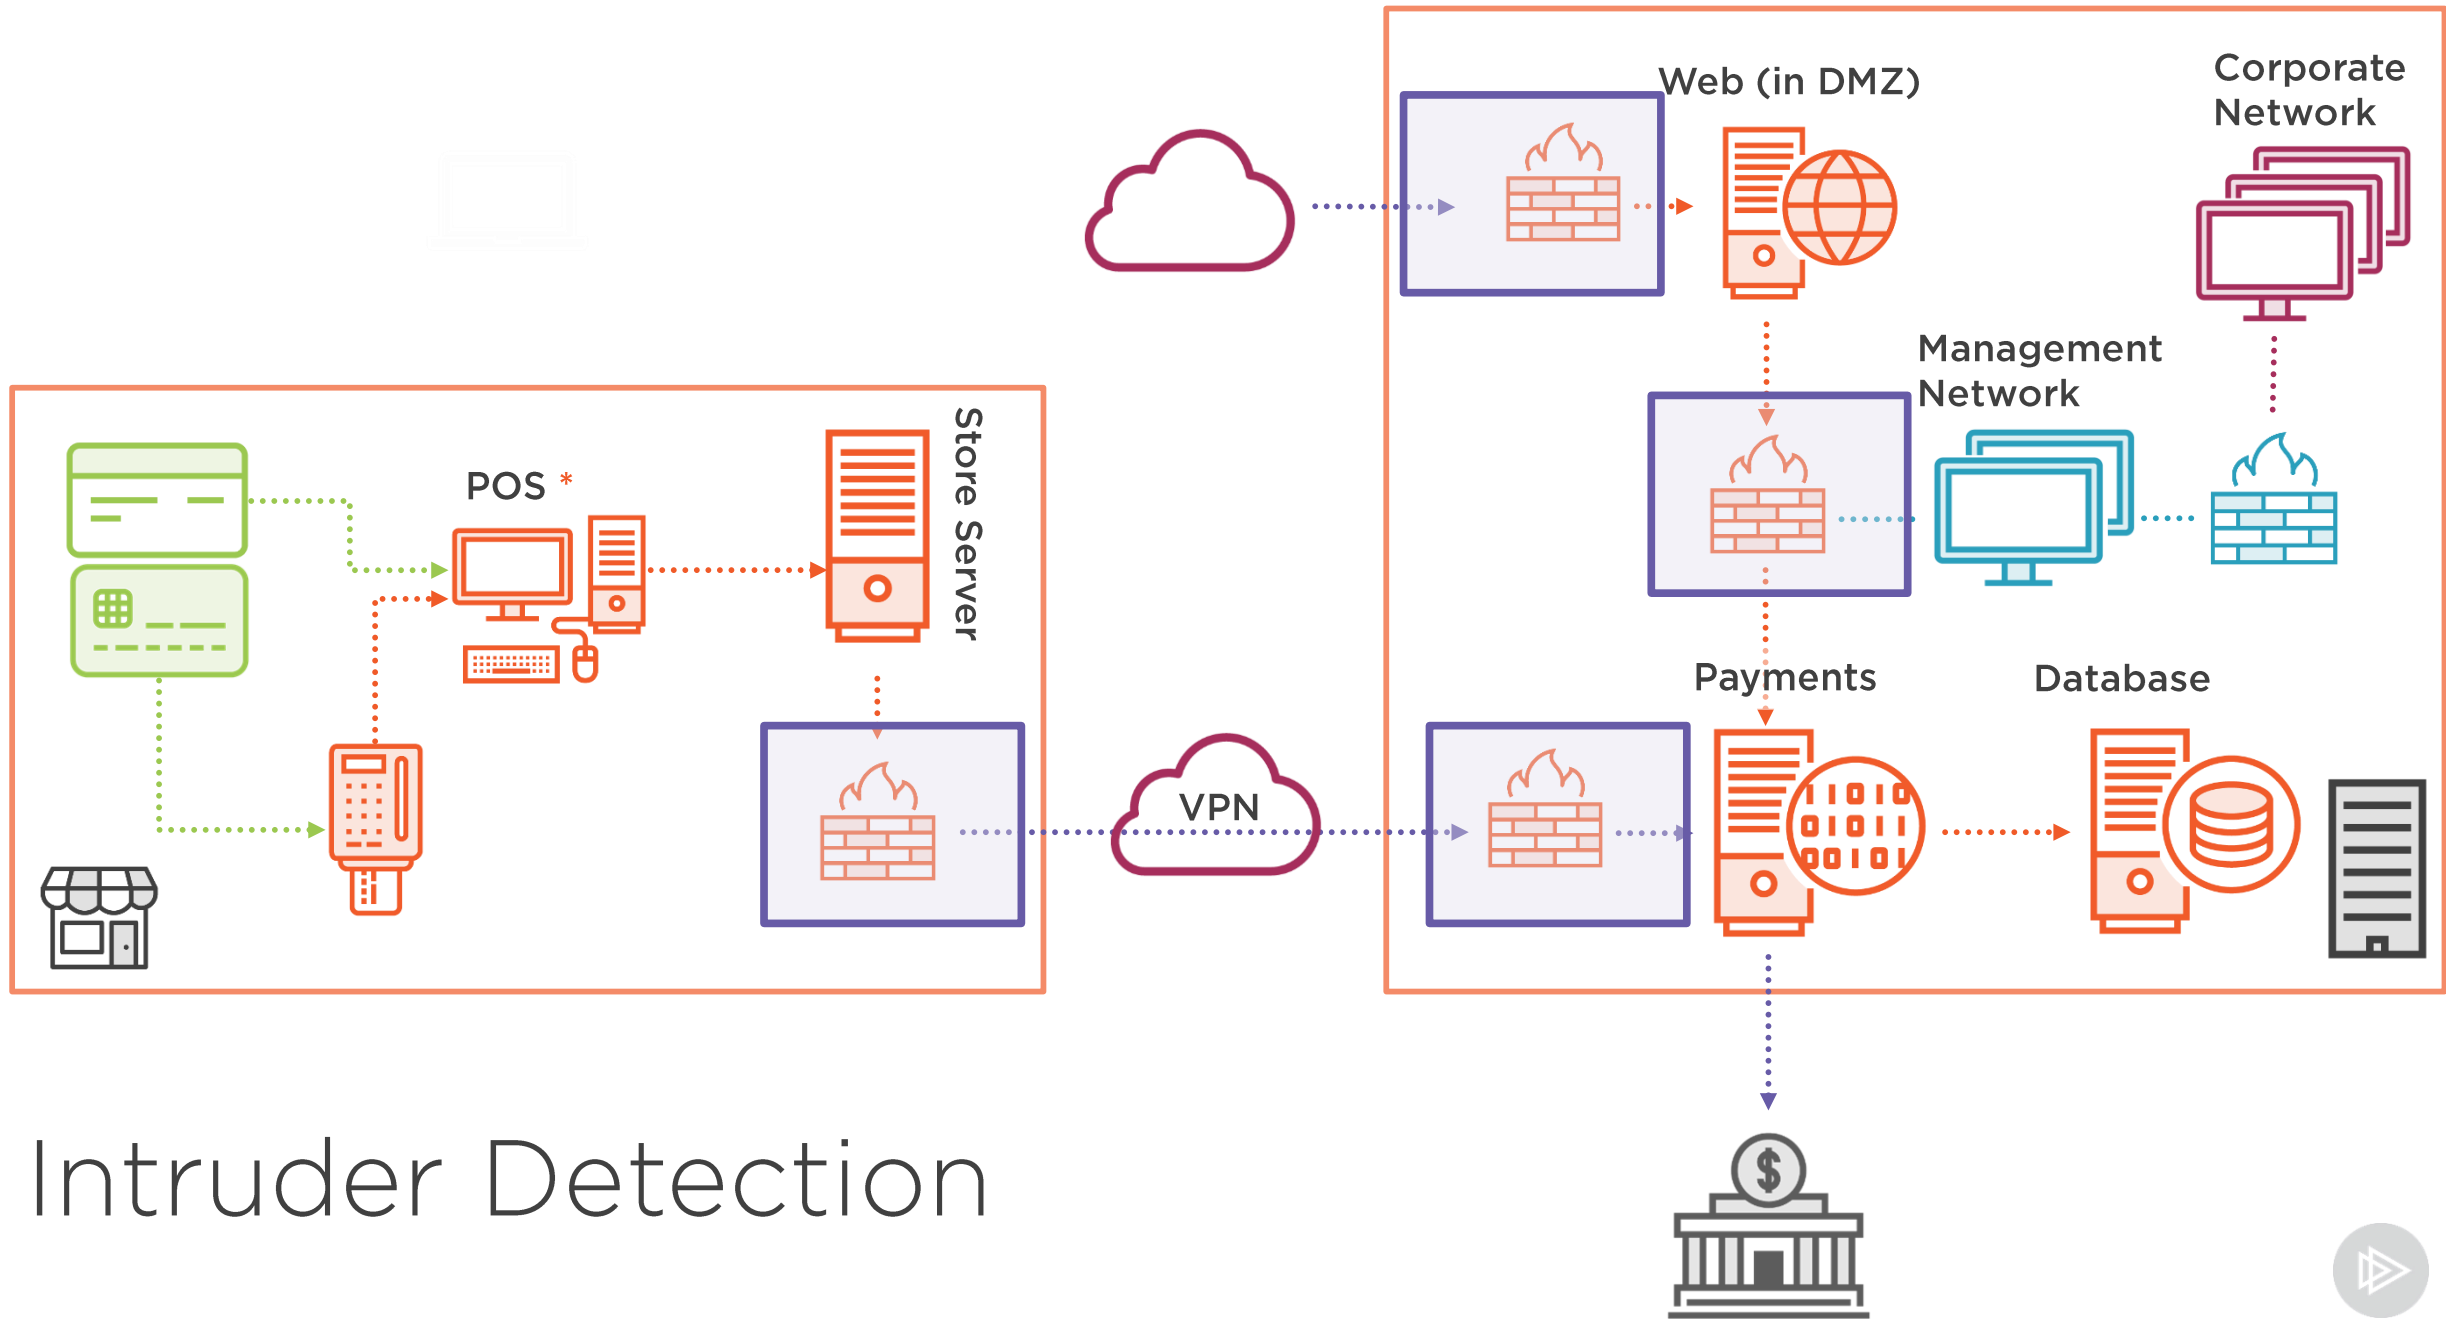 Web (in DMZ)
Corporate
Network
Management
Network
POS *
Store Server
Payments
Database
VPN
$
Intruder Detection